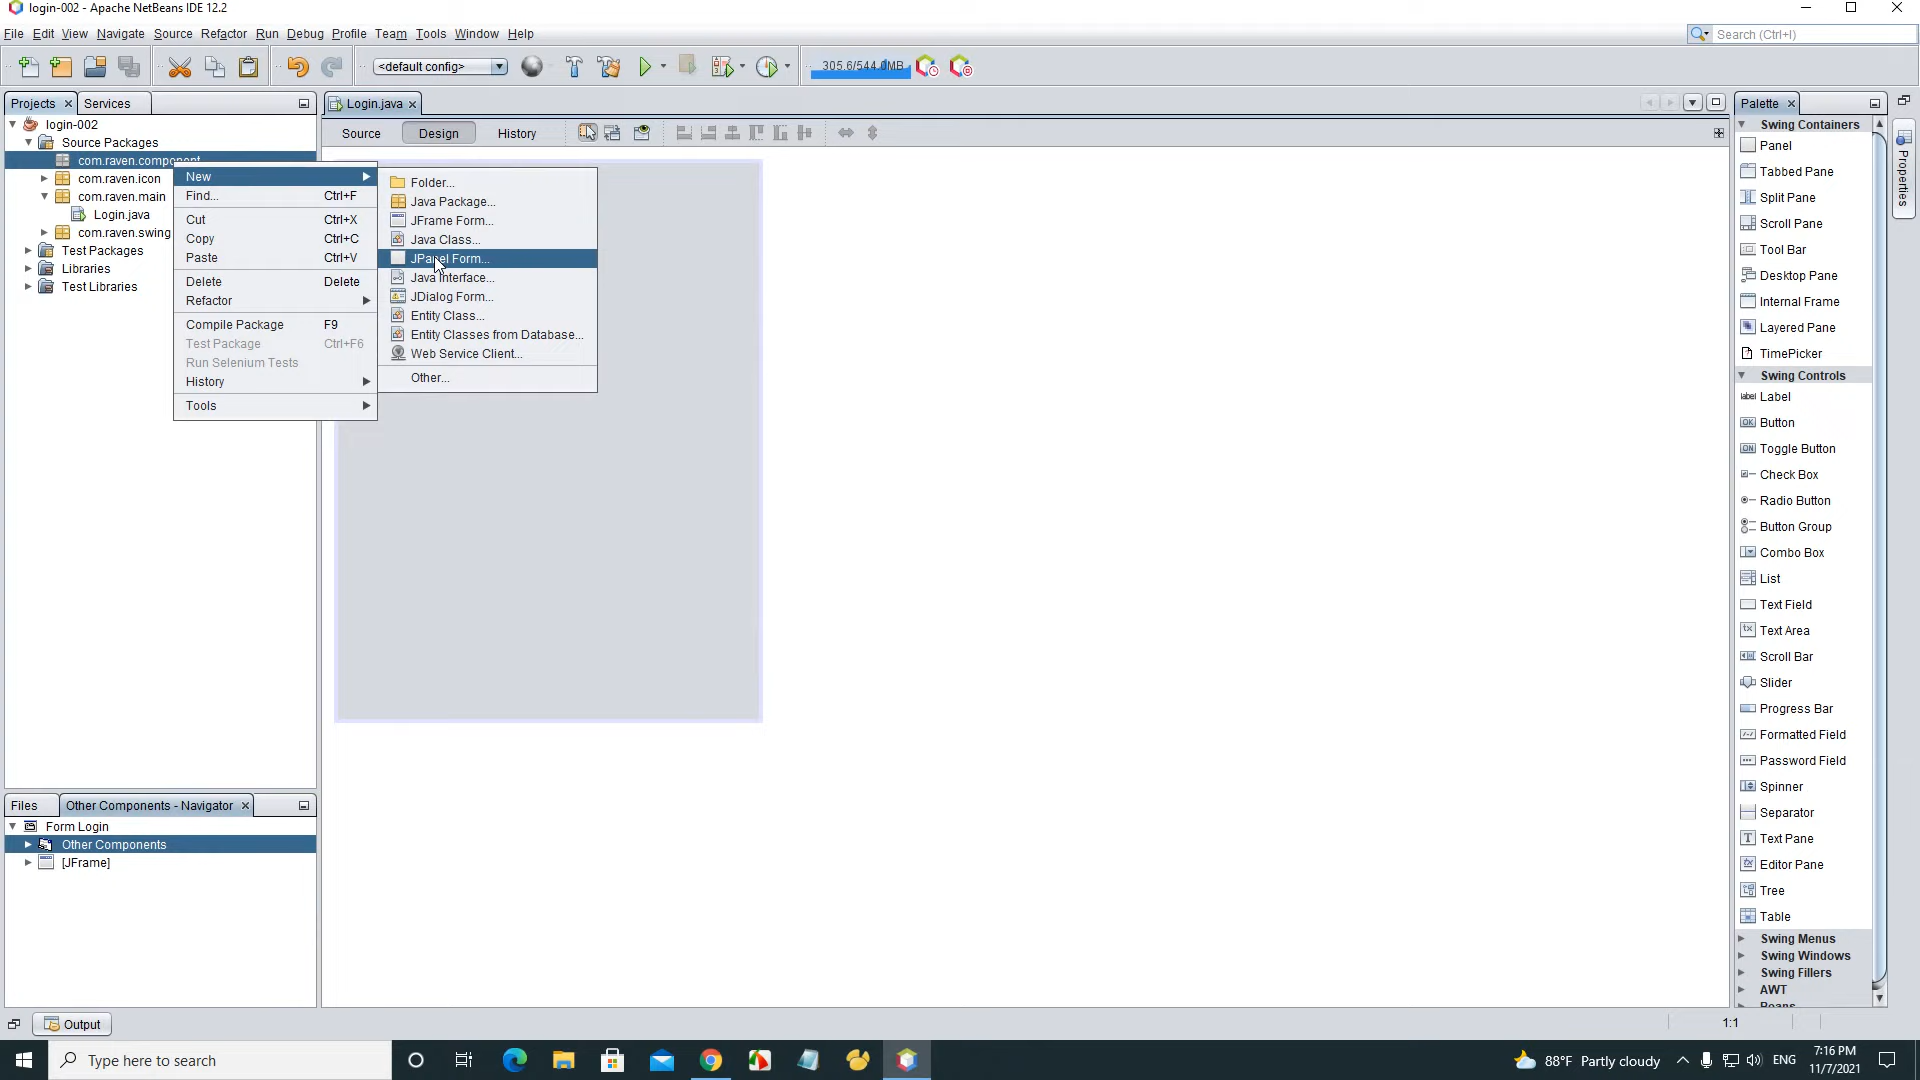 login-002 - Apache NetBeans IDE 12.2
File Edit View Navigate Source Refactor Run Debug Profile Team Tools Window Help
Search (Ctrl+I)
<default config>
305.6/544.0MB
Projects
Services
Login.java
Palette
Source
Design
History
login-002
Source Packages
com.raven.component
com.raven.icon
com.raven.main
Login.java
com.raven.swing
Test Packages
Libraries
Test Libraries
New
Find... Ctrl+F
Cut Ctrl+X
Copy Ctrl+C
Paste Ctrl+V
Delete Delete
Refactor
Compile Package F9
Test Package Ctrl+F6
Run Selenium Tests
History
Tools
Folder...
Java Package...
JFrame Form...
Java Class...
JPanel Form...
Java Interface...
JDialog Form...
Entity Class...
Entity Classes from Database...
Web Service Client...
Other...
Swing Containers
Panel
Tabbed Pane
Split Pane
Scroll Pane
Tool Bar
Desktop Pane
Internal Frame
Layered Pane
TimePicker
Swing Controls
label Label
OK Button
ON Toggle Button
Check Box
Radio Button
Button Group
Combo Box
List
Text Field
Text Area
Scroll Bar
Slider
Progress Bar
Formatted Field
Password Field
Spinner
Separator
Text Pane
Editor Pane
Tree
Table
Swing Menus
Swing Windows
Swing Fillers
AWT
Beans
Properties
Files
Other Components - Navigator
Form Login
Other Components
[JFrame]
Output
1:1
Type here to search
88°F Partly cloudy
ENG
7:16 PM
11/7/2021